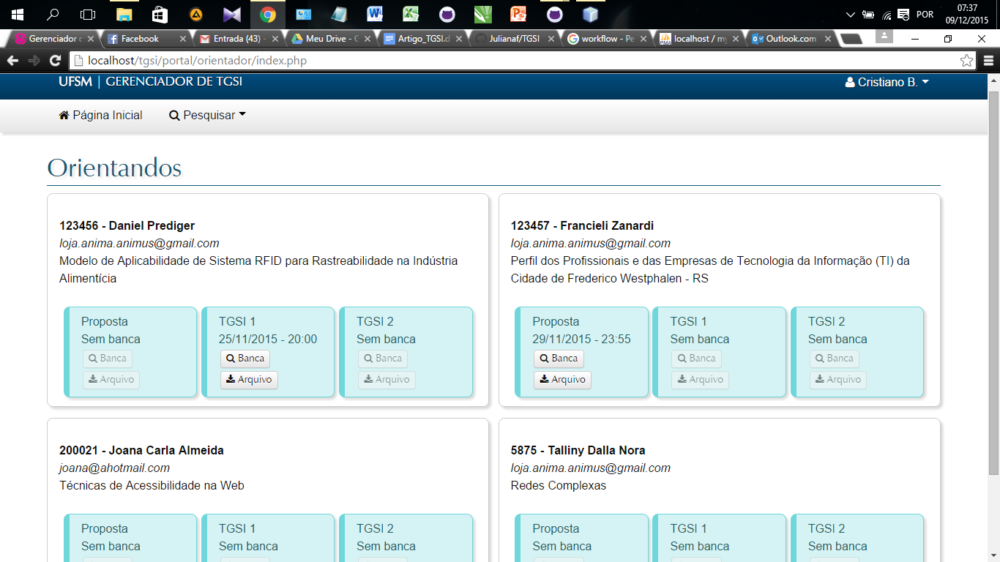 07:37
POR
09/12/2015
Gerenciador d
Facebook
Entrada (43) -
Meu Drive - G
Artigo_TGSI.d
Julianaf/TGSI
workflow - Pe
localhost / my
Outlook.com
localhost/tgsi/portal/orientador/index.php
UFSM | GERENCIADOR DE TGSI
Cristiano B.
Página Inicial
Pesquisar
Orientandos
123456 - Daniel Prediger
loja.anima.animus@gmail.com
Modelo de Aplicabilidade de Sistema RFID para Rastreabilidade na Indústria
Alimentícia
Proposta
Sem banca
Banca
Arquivo
TGSI 1
25/11/2015 - 20:00
Banca
Arquivo
TGSI 2
Sem banca
Banca
Arquivo
123457 - Francieli Zanardi
loja.anima.animus@gmail.com
Perfil dos Profissionais e das Empresas de Tecnologia da Informação (TI) da
Cidade de Frederico Westphalen - RS
Proposta
29/11/2015 - 23:55
Banca
Arquivo
TGSI 1
Sem banca
Banca
Arquivo
TGSI 2
Sem banca
Banca
Arquivo
200021 - Joana Carla Almeida
joana@ahotmail.com
Técnicas de Acessibilidade na Web
Proposta
Sem banca
TGSI 1
Sem banca
TGSI 2
Sem banca
5875 - Talliny Dalla Nora
loja.anima.animus@gmail.com
Redes Complexas
Proposta
Sem banca
TGSI 1
Sem banca
TGSI 2
Sem banca